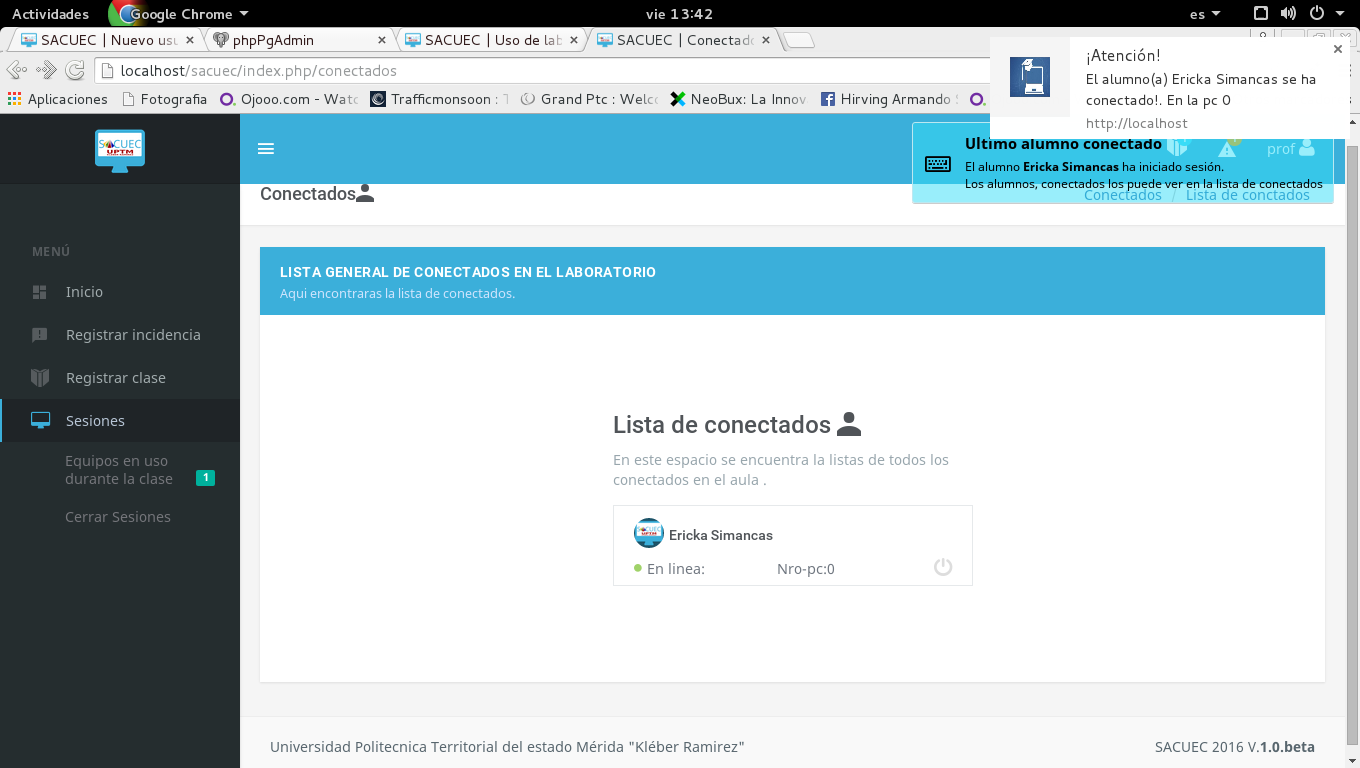 Actividades
Google Chrome
vie 13:42
es
SACUEC | Nuevo usu
phpPgAdmin
SACUEC | Uso de lab
SACUEC | Conectado
localhost/sacuec/index.php/conectados
Aplicaciones
Fotografia
Ojooo.com - Watc
Trafficmonsoon : T
Grand Ptc : Welco
NeoBux: La Innov
Hirving Armando S
¡Atención!
El alumno(a) Ericka Simancas se ha
conectado!. En la pc 0
http://localhost
SACUEC
UPTM
Ultimo alumno conectado
El alumno Ericka Simancas ha iniciado sesión.
Los alumnos, conectados los puede ver en la lista de conectados
prof
Conectados
Conectados / Lista de conctados
MENÚ
Inicio
Registrar incidencia
Registrar clase
Sesiones
Equipos en uso
durante la clase
1
Cerrar Sesiones
LISTA GENERAL DE CONECTADOS EN EL LABORATORIO
Aqui encontraras la lista de conectados.
Lista de conectados
En este espacio se encuentra la listas de todos los
conectados en el aula .
Ericka Simancas
En linea:
Nro-pc:0
Universidad Politecnica Territorial del estado Mérida "Kléber Ramirez"
SACUEC 2016 V.1.0.beta